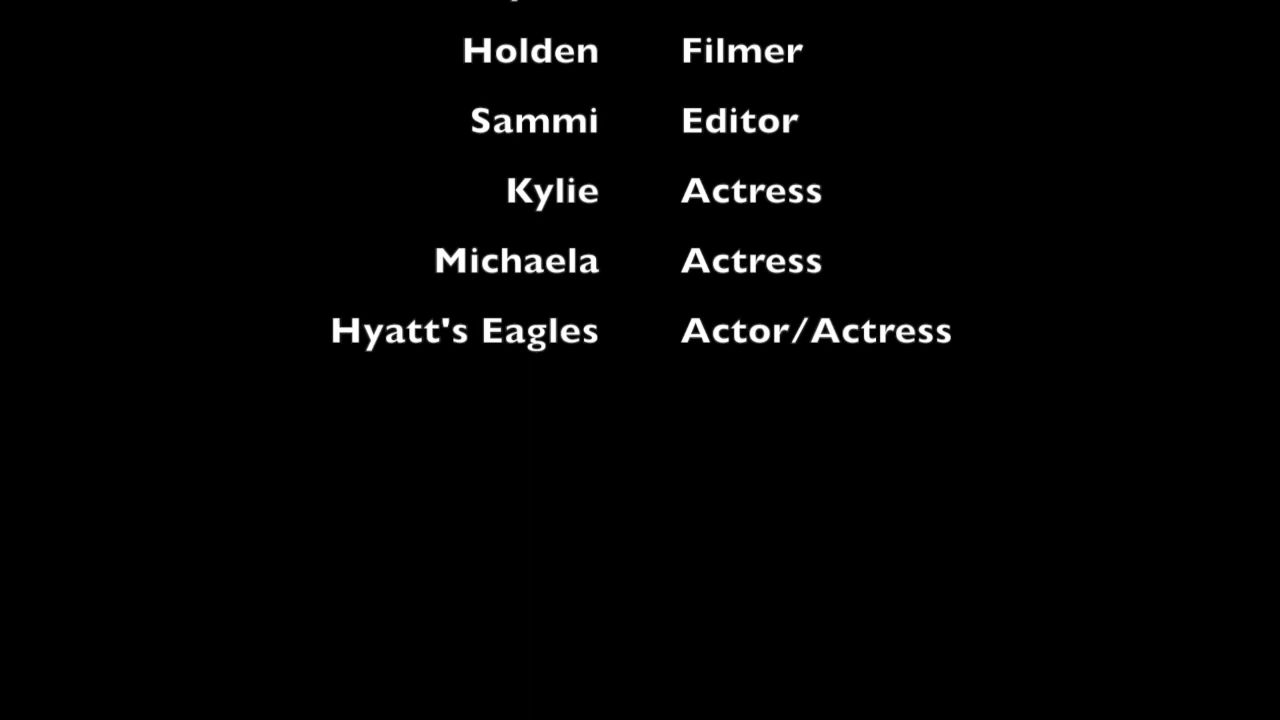 Holden Filmer
Sammi Editor
Kylie Actress
Michaela Actress
Hyatt's Eagles Actor/Actress